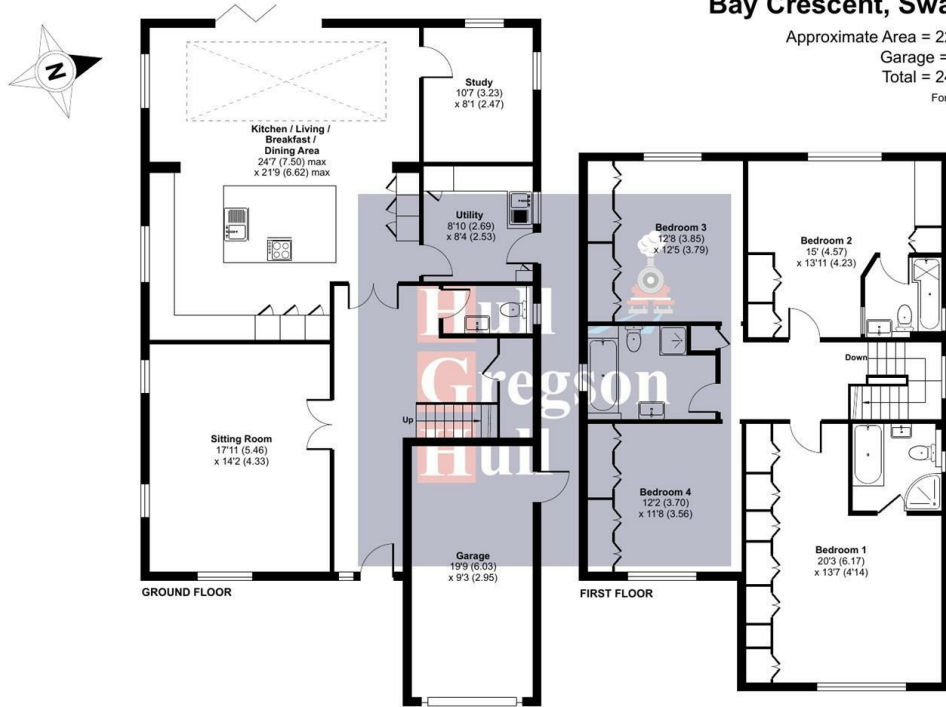 Bay Crescent, Swa
Approximate Area = 2
Garage =
Total = 24
For
N
Study
10'7 (3.23)
x 8'1 (2.47)
Kitchen / Living /
Breakfast /
Dining Area
24'7 (7.50) max
x 21'9 (6.62) max
Utility
8'10 (2.69)
x 8'4 (2.53)
Bedroom 3
12'8 (3.85)
x 12'5 (3.79)
Bedroom 2
15' (4.57)
x 13'11 (4.23)
Hull
Gregson
Hull
Down
Up
Sitting Room
17'11 (5.46)
x 14'2 (4.33)
Bedroom 4
12'2 (3.70)
x 11'8 (3.56)
Garage
19'9 (6.03)
x 9'3 (2.95)
Bedroom 1
20'3 (6.17)
x 13'7 (4'14)
GROUND FLOOR
FIRST FLOOR